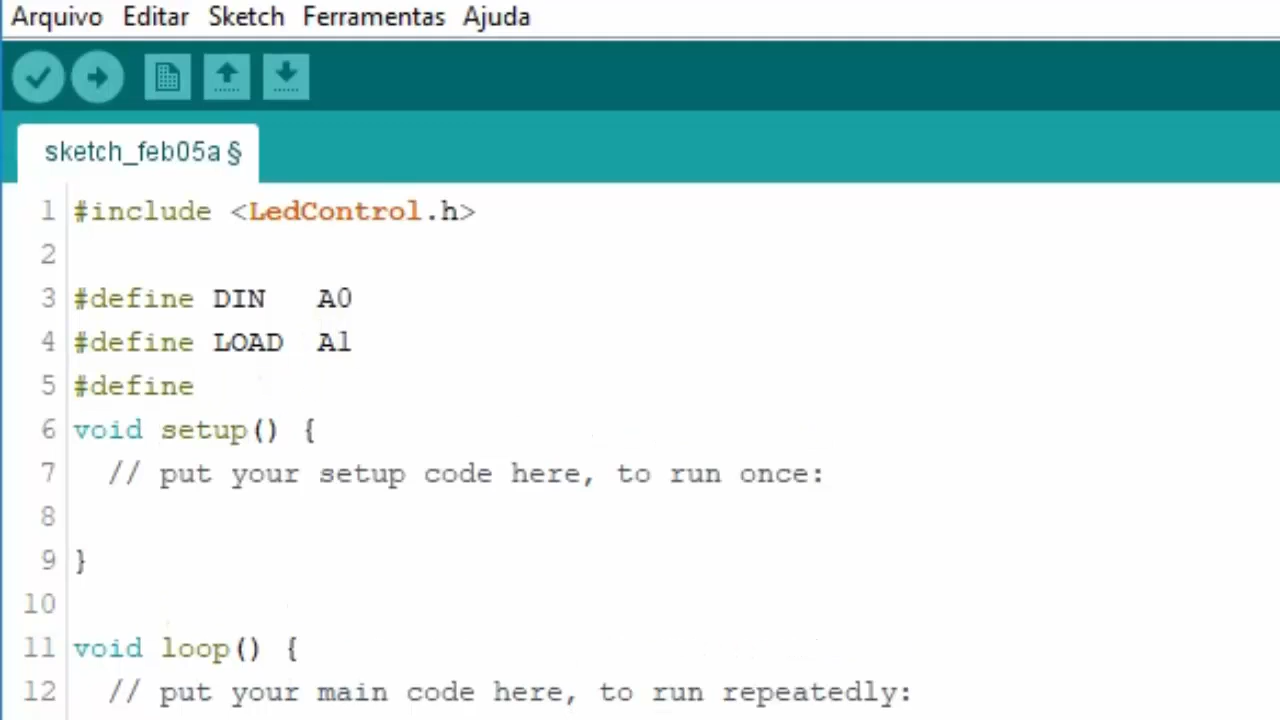 Arquivo Editar Sketch Ferramentas Ajuda
sketch_feb05a §
1 #include <LedControl.h>
2
3 #define DIN   A0
4 #define LOAD  A1
5 #define
6 void setup() {
7   // put your setup code here, to run once:
8
9 }
10
11 void loop() {
12   // put your main code here, to run repeatedly: